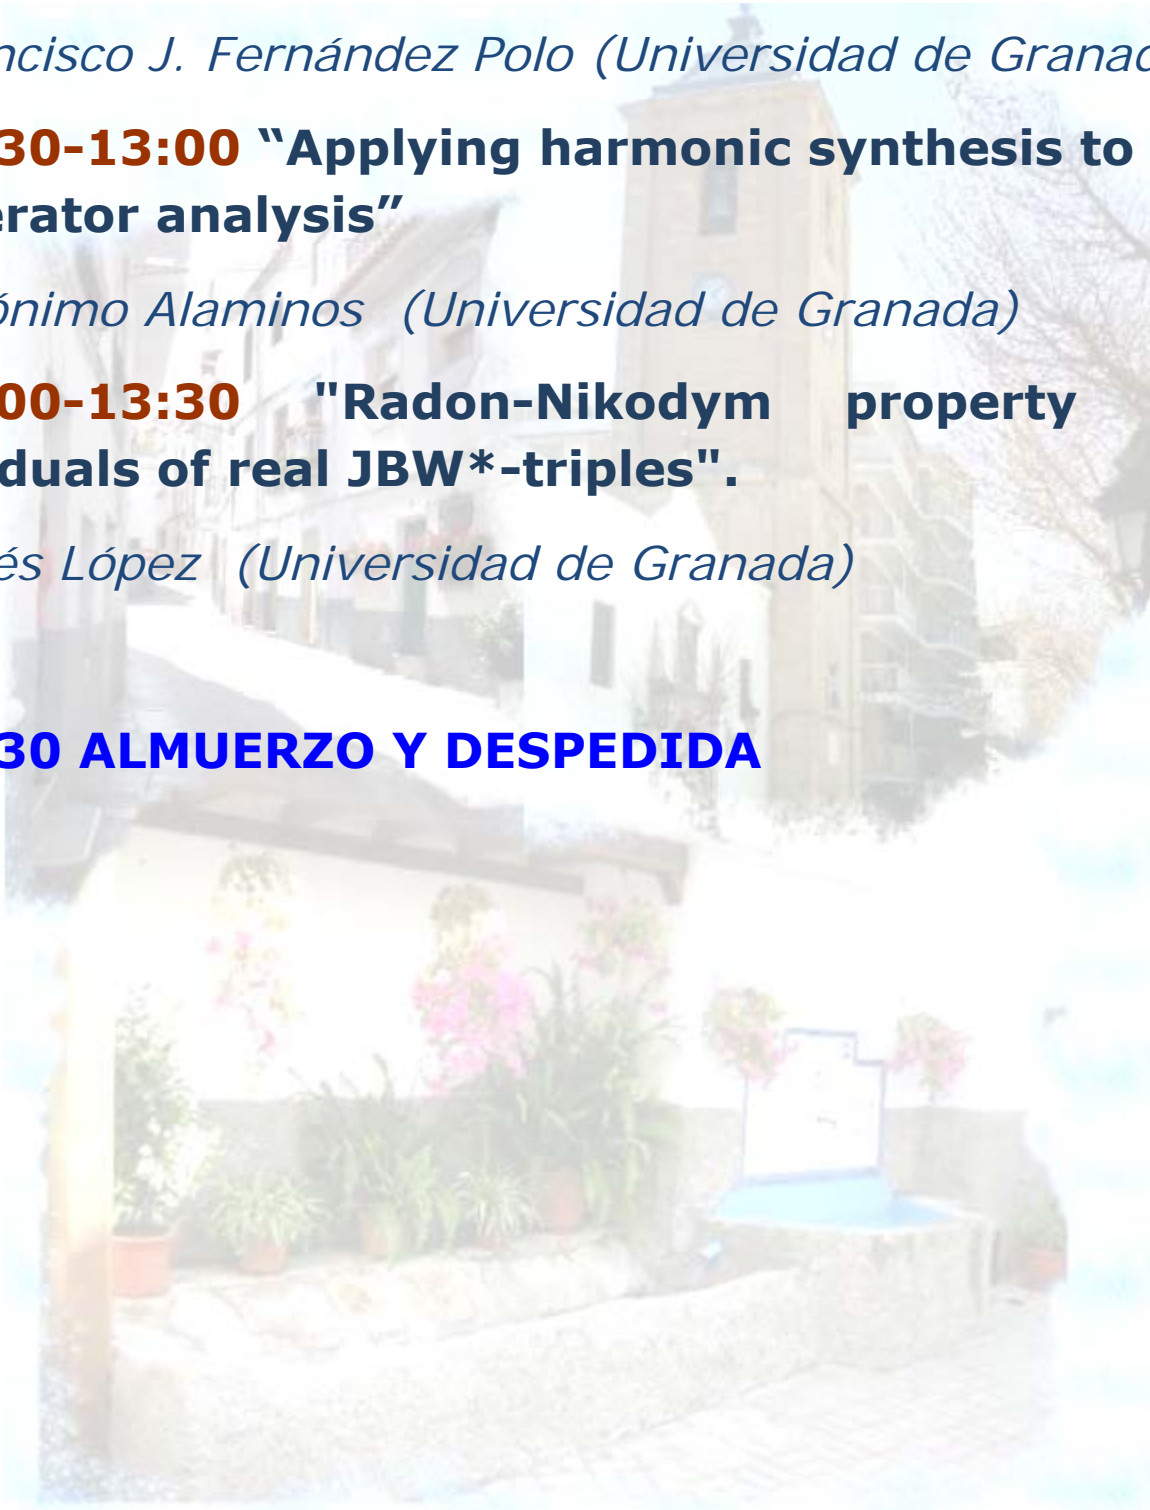 ncisco J. Fernández Polo (Universidad de Granad
30-13:00 “Applying harmonic synthesis to
erator analysis”
ónimo Alaminos (Universidad de Granada)
00-13:30 "Radon-Nikodym property
duals of real JBW*-triples".
és López (Universidad de Granada)
30 ALMUERZO Y DESPEDIDA